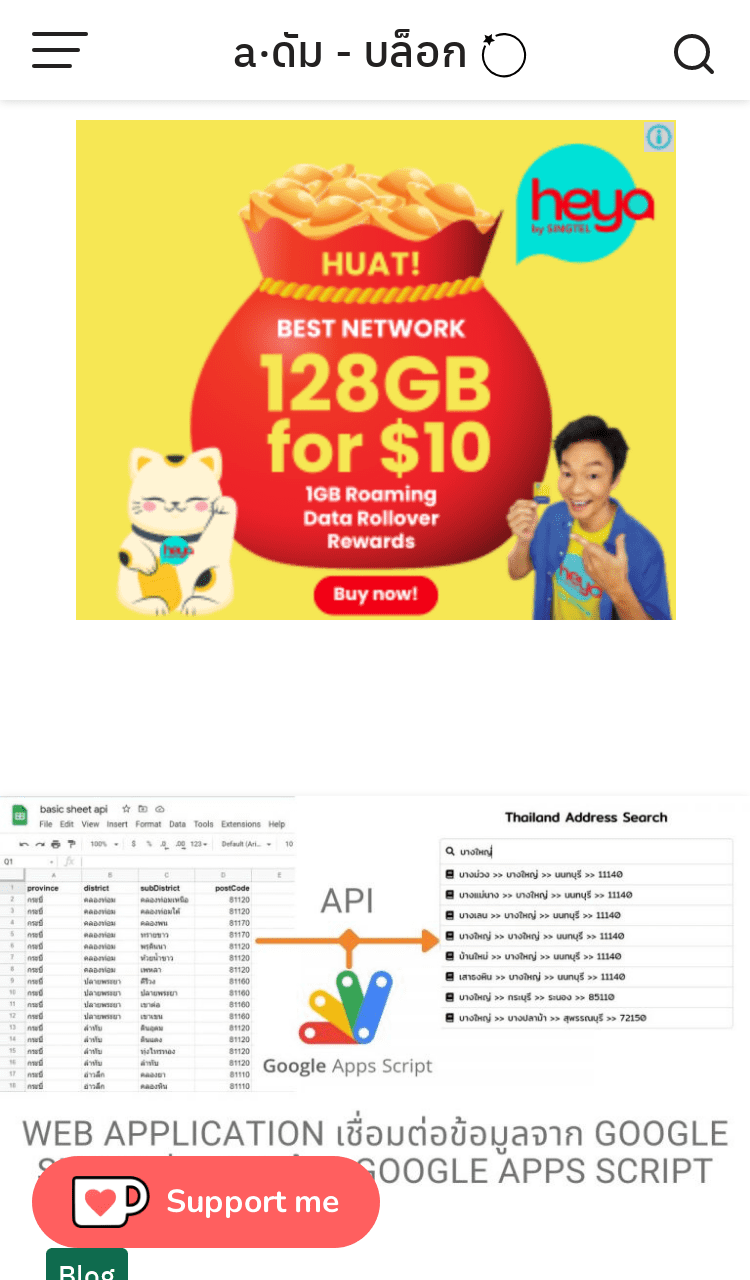 a·ดัม - บล็อก
heya
by SINGTEL
HUAT!
BEST NETWORK
128GB
for $10
1GB Roaming
Data Rollover
Rewards
heya
heya
Buy now!
basic sheet api
File Edit View Insert Format Data Tools Extensions Help
100% $ % .0 .00 123 Default (Ari... 10
Q1 fx
A B C D E
1 province district subDistrict postCode
2 กระบี่ คลองท่อม คลองท่อมเหนือ 81120
3 กระบี่ คลองท่อม คลองท่อมใต้ 81120
4 กระบี่ คลองท่อม คลองพน 81170
5 กระบี่ คลองท่อม ทรายขาว 81170
6 กระบี่ คลองท่อม พรุดินนา 81120
7 กระบี่ คลองท่อม ห้วยน้ำขาว 81120
8 กระบี่ คลองท่อม เพหลา 81120
9 กระบี่ ปลายพระยา คีรีวง 81160
10 กระบี่ ปลายพระยา ปลายพระยา 81160
11 กระบี่ ปลายพระยา เขาต่อ 81160
12 กระบี่ ปลายพระยา เขาเขน 81160
13 กระบี่ ลำทับ ดินอุดม 81120
14 กระบี่ ลำทับ ดินแดง 81120
15 กระบี่ ลำทับ ทุ่งไทรทอง 81120
16 กระบี่ ลำทับ ลำทับ 81120
17 กระบี่ อ่าวลึก คลองยา 81110
18 กระบี่ อ่าวลึก คลองหิน 81110
API
Google Apps Script
Thailand Address Search
บางใหญ่
บางม่วง >> บางใหญ่ >> นนทบุรี >> 11140
บางแม่นาง >> บางใหญ่ >> นนทบุรี >> 11140
บางเลน >> บางใหญ่ >> นนทบุรี >> 11140
บางใหญ่ >> บางใหญ่ >> นนทบุรี >> 11140
บ้านใหม่ >> บางใหญ่ >> นนทบุรี >> 11140
เสาธงหิน >> บางใหญ่ >> นนทบุรี >> 11140
บางใหญ่ >> กระบุรี >> ระนอง >> 85110
บางใหญ่ >> บางปลาม้า >> สุพรรณบุรี >> 72150
WEB APPLICATION เชื่อมต่อข้อมูลจาก GOOGLE
GOOGLE APPS SCRIPT
Support me
Blog